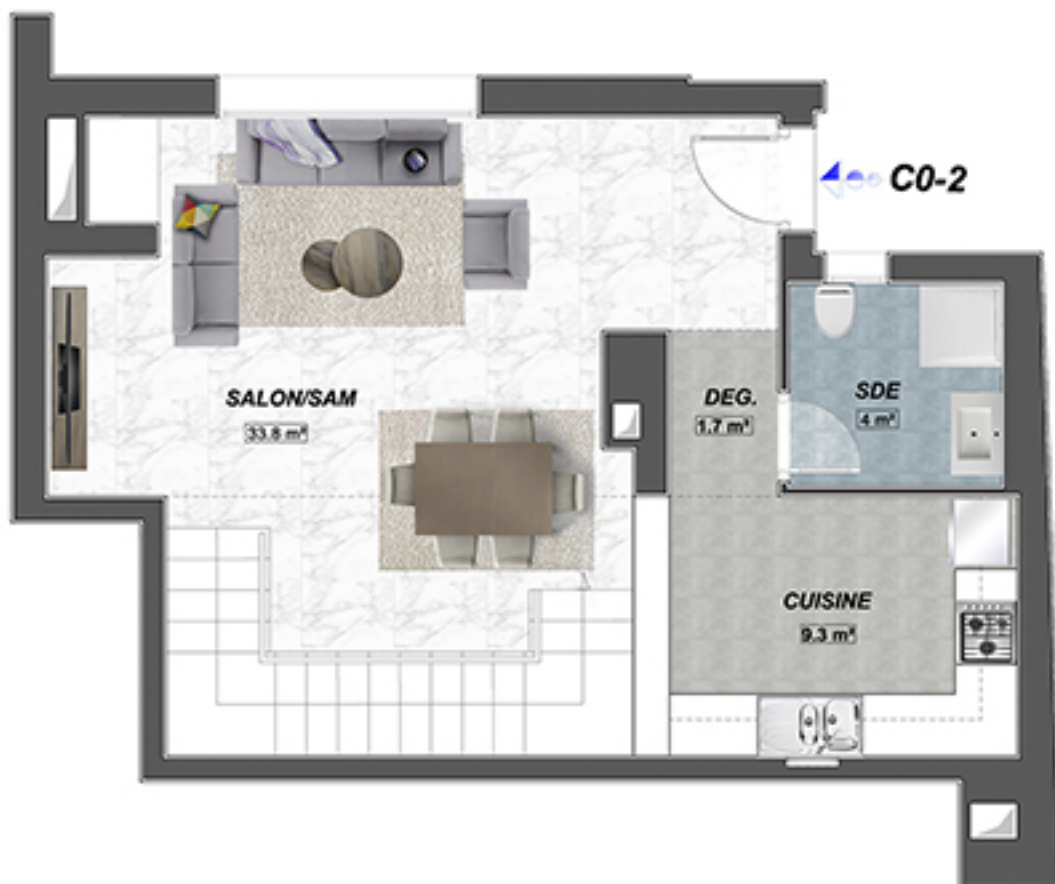 C0-2
SALON/SAM
33.8 m²
DEG.
1.7 m²
SDE
4 m²
CUISINE
9.3 m²